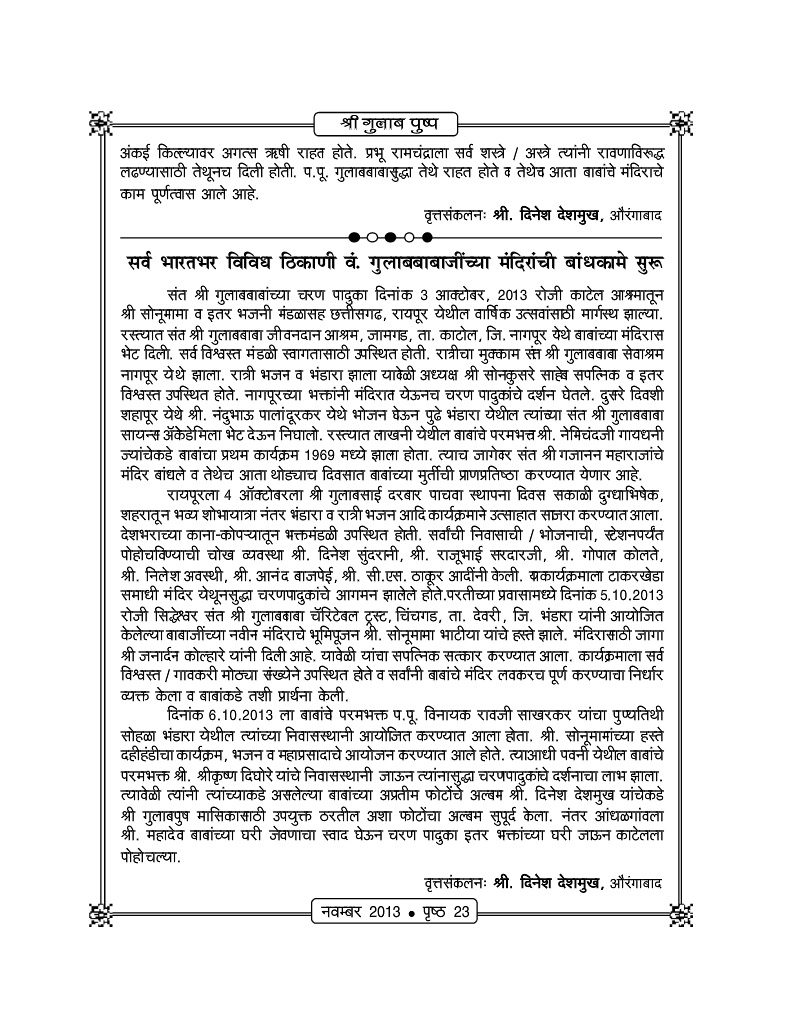 श्री गुलाब पुष्प
अंकई किल्ल्यावर अगत्स ऋषी राहत होते. प्रभू रामचंद्राला सर्व शस्त्रे / अस्त्रे त्यांनी रावणाविरूद्ध
लढण्यासाठी तेथूनच दिली होती. प.पू. गुलाबबाबासुद्धा तेथे राहत होते व तेथेच आता बाबांचे मंदिराचे
काम पूर्णत्वास आले आहे.
वृत्तसंकलनः श्री. दिनेश देशमुख, औरंगाबाद
सर्व भारतभर विविध ठिकाणी वं. गुलाबबाबाजींच्या मंदिरांची बांधकामे सुरू
संत श्री गुलाबबाबांच्या चरण पादुका दिनांक 3 आक्टोबर, 2013 रोजी काटेल आश्रमातून
श्री सोनूमामा व इतर भजनी मंडळासह छत्तीसगढ, रायपूर येथील वार्षिक उत्सवांसाठी मार्गस्थ झाल्या.
रस्त्यात संत श्री गुलाबबाबा जीवनदान आश्रम, जामगड, ता. काटोल, जि. नागपूर येथे बाबांच्या मंदिरास
भेट दिली. सर्व विश्वस्त मंडळी स्वागतासाठी उपस्थित होती. रात्रीचा मुक्काम संत श्री गुलाबबाबा सेवाश्रम
नागपूर येथे झाला. रात्री भजन व भंडारा झाला यावेळी अध्यक्ष श्री सोनकुसरे साहेब सपत्निक व इतर
विश्वस्त उपस्थित होते. नागपूरच्या भक्तांनी मंदिरात येऊनच चरण पादुकांचे दर्शन घेतले. दुसरे दिवशी
शहापूर येथे श्री. नंदुभाऊ पालांदूरकर येथे भोजन घेऊन पुढे भंडारा येथील त्यांच्या संत श्री गुलाबबाबा
सायन्स ॲकेडेमिला भेट देऊन निघालो. रस्त्यात लाखनी येथील बाबांचे परमभक्त श्री. नेमिचंदजी गायधनी
ज्यांचेकडे बाबांचा प्रथम कार्यक्रम 1969 मध्ये झाला होता. त्याच जागेवर संत श्री गजानन महाराजांचे
मंदिर बांधले व तेथेच आता थोड्याच दिवसात बाबांच्या मुर्तीची प्राणप्रतिष्ठा करण्यात येणार आहे.
रायपूरला 4 ऑक्टोबरला श्री गुलाबसाई दरबार पाचवा स्थापना दिवस सकाळी दुग्धाभिषेक,
शहरातून भव्य शोभायात्रा नंतर भंडारा व रात्री भजन आदि कार्यक्रमाने उत्साहात साजरा करण्यात आला.
देशभराच्या काना-कोपऱ्यातून भक्तमंडळी उपस्थित होती. सर्वांची निवासाची / भोजनाची, स्टेशनपर्यंत
पोहोचविण्याची चोख व्यवस्था श्री. दिनेश सुंदरानी, श्री. राजूभाई सरदारजी, श्री. गोपाल कोलते,
श्री. निलेश अवस्थी, श्री. आनंद बाजपेई, श्री. सी.एस. ठाकूर आदींनी केली. या कार्यक्रमाला टाकरखेडा
समाधी मंदिर येथूनसुद्धा चरणपादुकांचे आगमन झालेले होते.परतीच्या प्रवासामध्ये दिनांक 5.10.2013
रोजी सिद्धेश्वर संत श्री गुलाबबाबा चॅरिटेबल ट्रस्ट, चिंचगड, ता. देवरी, जि. भंडारा यांनी आयोजित
केलेल्या बाबाजींच्या नवीन मंदिराचे भूमिपूजन श्री. सोनूमामा भाटीया यांचे हस्ते झाले. मंदिरासाठी जागा
श्री जनार्दन कोल्हारे यांनी दिली आहे. यावेळी यांचा सपत्निक सत्कार करण्यात आला. कार्यक्रमाला सर्व
विश्वस्त / गावकरी मोठ्या संख्येने उपस्थित होते व सर्वांनी बाबांचे मंदिर लवकरच पूर्ण करण्याचा निर्धार
व्यक्त केला व बाबांकडे तशी प्रार्थना केली.
दिनांक 6.10.2013 ला बाबांचे परमभक्त प.पू. विनायक रावजी साखरकर यांचा पुण्यतिथी
सोहळा भंडारा येथील त्यांच्या निवासस्थानी आयोजित करण्यात आला होता. श्री. सोनूमामांच्या हस्ते
दहीहंडीचा कार्यक्रम, भजन व महाप्रसादाचे आयोजन करण्यात आले होते. त्याआधी पवनी येथील बाबांचे
परमभक्त श्री. श्रीकृष्ण दिघोरे यांचे निवासस्थानी जाऊन त्यांनासुद्धा चरणपादुकांचे दर्शनाचा लाभ झाला.
त्यावेळी त्यांनी त्यांच्याकडे असलेल्या बाबांच्या अप्रतीम फोटोंचे अल्बम श्री. दिनेश देशमुख यांचेकडे
श्री गुलाबपुष मासिकासाठी उपयुक्त ठरतील अशा फोटोंचा अल्बम सुपूर्द केला. नंतर आंधळगांवला
श्री. महादेव बाबांच्या घरी जेवणाचा स्वाद घेऊन चरण पादुका इतर भक्तांच्या घरी जाऊन काटेलला
पोहोचल्या.
वृत्तसंकलनः श्री. दिनेश देशमुख, औरंगाबाद
नवम्बर 2013 • पृष्ठ 23